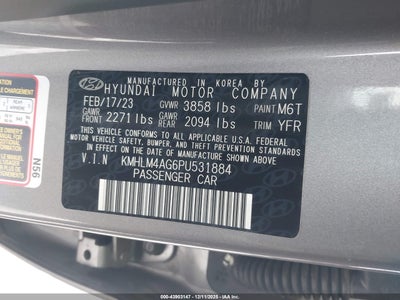 MANUFACTURED IN KOREA BY
HYUNDAI MOTOR COMPANY
FEB/17/23 GVWR 3858 lbs PAINT M6T
GAWR FRONT 2271 lbs GAWR REAR 2094 lbs TRIM YFR
THIS VEHICLE CONFORMS TO ALL APPLICABLE U.S.A FEDERAL
MOTOR VEHICLE SAFETY, BUMPER, AND THEFT PREVENTION
STANDARDS IN EFFECT ON THE DATE OF MANUFACTURE
SHOWN ABOVE.
V.I.N KMHLM4AG6PU531884
PASSENGER CAR
N56
© 000-43903147 - 12/11/2025 - IAAI.com